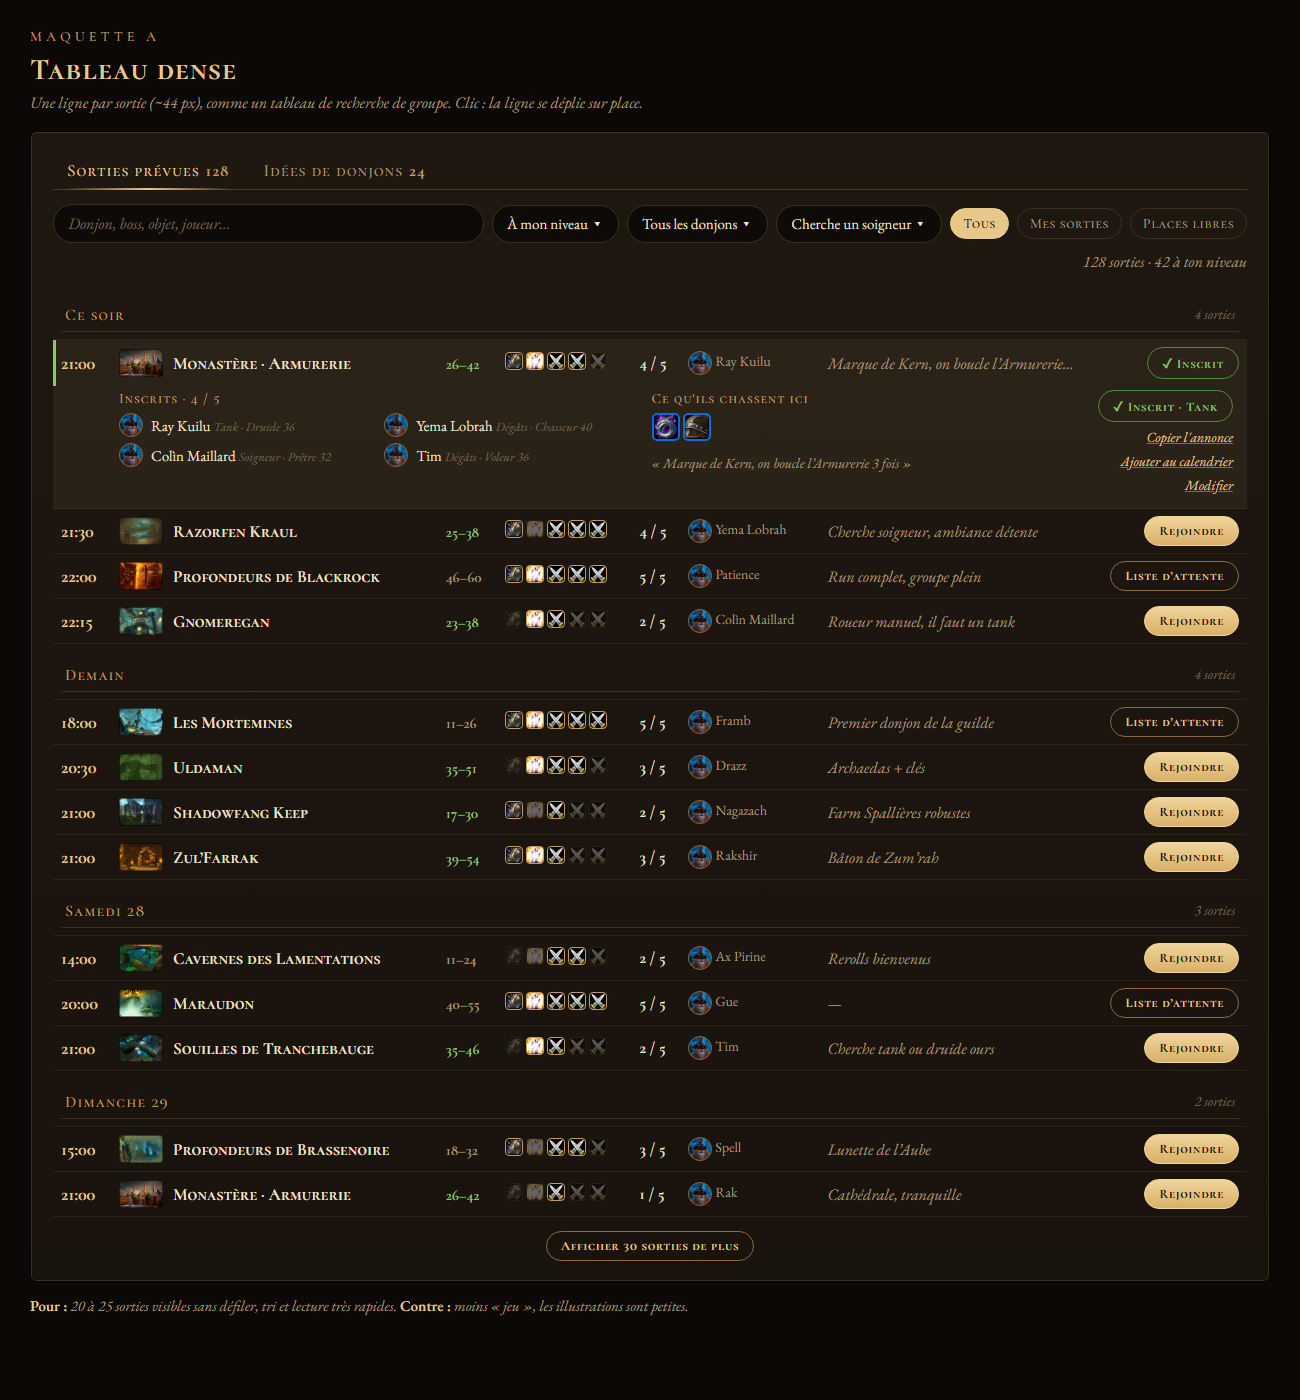 MAQUETTE A
Tableau dense
Une ligne par sortie (~44 px), comme un tableau de recherche de groupe. Clic : la ligne se déplie sur place.
Sorties prévues 128 Idées de donjons 24
Donjon, boss, objet, joueur... À mon niveau ▾ Tous les donjons ▾ Cherche un soigneur ▾ Tous Mes sorties Places libres
128 sorties · 42 à ton niveau
Ce soir 4 sorties
21:00 Monastère · Armurerie 26–42 4 / 5 Ray Kuilu Marque de Kern, on boucle l'Armurerie... ✓ Inscrit
Inscrits · 4 / 5 Ce qu'ils chassent ici ✓ Inscrit · Tank
Ray Kuilu Tank · Druide 36 Yema Lobrah Dégâts · Chasseur 40
Colin Maillard Soigneur · Prêtre 32 Tim Dégâts · Voleur 36
« Marque de Kern, on boucle l'Armurerie 3 fois »
Copier l'annonce
Ajouter au calendrier
Modifier
21:30 Razorfen Kraul 25–38 4 / 5 Yema Lobrah Cherche soigneur, ambiance détente Rejoindre
22:00 Profondeurs de Blackrock 46–60 5 / 5 Patience Run complet, groupe plein Liste d'attente
22:15 Gnomeregan 23–38 2 / 5 Colin Maillard Roueur manuel, il faut un tank Rejoindre
Demain 4 sorties
18:00 Les Mortemines 11–26 5 / 5 Framb Premier donjon de la guilde Liste d'attente
20:30 Uldaman 35–51 3 / 5 Drazz Archaedas + clés Rejoindre
21:00 Shadowfang Keep 17–30 2 / 5 Nagazach Farm Spallières robustes Rejoindre
21:00 Zul'Farrak 39–54 3 / 5 Rakshir Bâton de Zum'rah Rejoindre
Samedi 28 3 sorties
14:00 Cavernes des Lamentations 11–24 2 / 5 Ax Pirine Rerolls bienvenus Rejoindre
20:00 Maraudon 40–55 5 / 5 Gue — Liste d'attente
21:00 Souilles de Tranchebauge 35–46 2 / 5 Tim Cherche tank ou druide ours Rejoindre
Dimanche 29 2 sorties
15:00 Profondeurs de Brassenoire 18–32 3 / 5 Spell Lunette de l'Aube Rejoindre
21:00 Monastère · Armurerie 26–42 1 / 5 Rak Cathédrale, tranquille Rejoindre
Afficher 30 sorties de plus
Pour : 20 à 25 sorties visibles sans défiler, tri et lecture très rapides. Contre : moins « jeu », les illustrations sont petites.